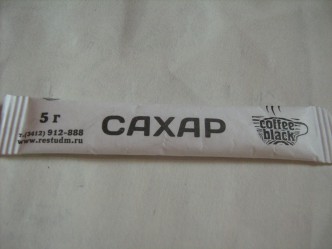 5 г
т.(3412) 912-888
www.restudm.ru
САХАР
coffee
black